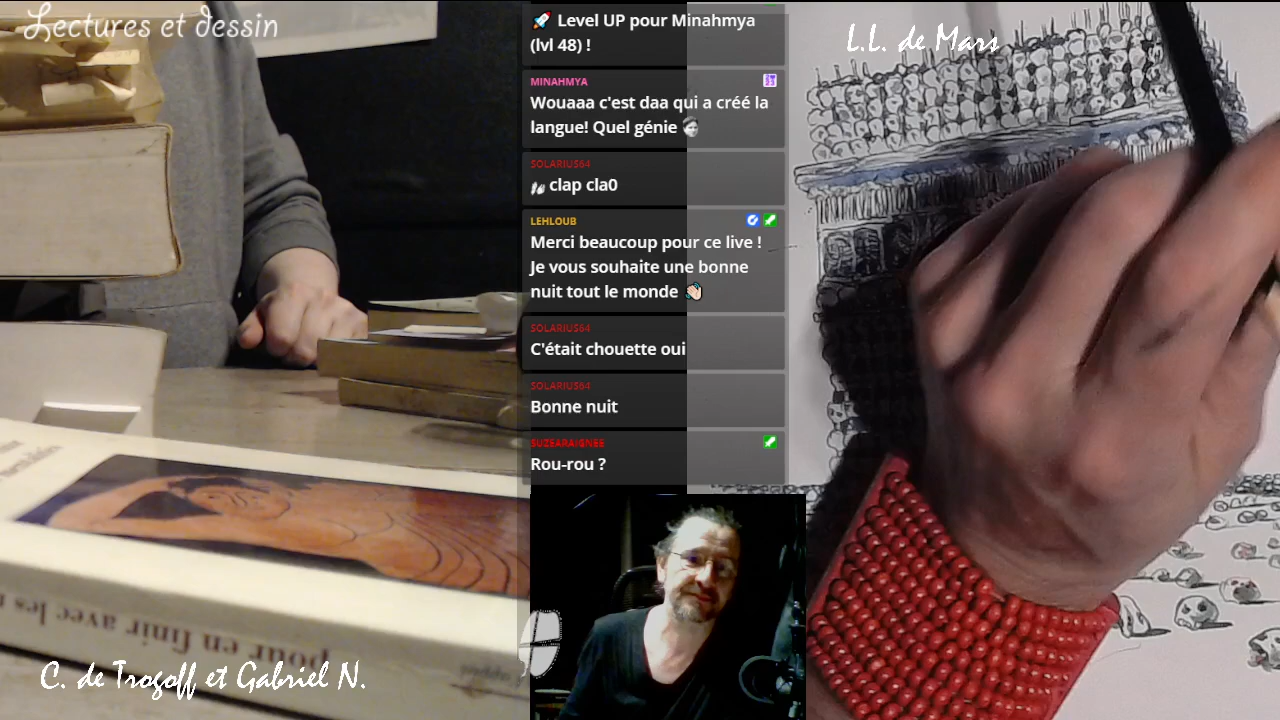 Lectures et dessin
🚀 Level UP pour Minahmya
(lvl 48) !
MINAHMYA
Wouaaa c'est daa qui a créé la
langue! Quel génie
SOLARIUS64
clap cla0
LEHLOUB
Merci beaucoup pour ce live !
Je vous souhaite une bonne
nuit tout le monde 👋🏻
SOLARIUS64
C'était chouette oui
SOLARIUS64
Bonne nuit
SUZEARAIGNEE
Rou-rou ?
L.L. de Mars
pour en finir avec les
C. de Trogoff et Gabriel N.